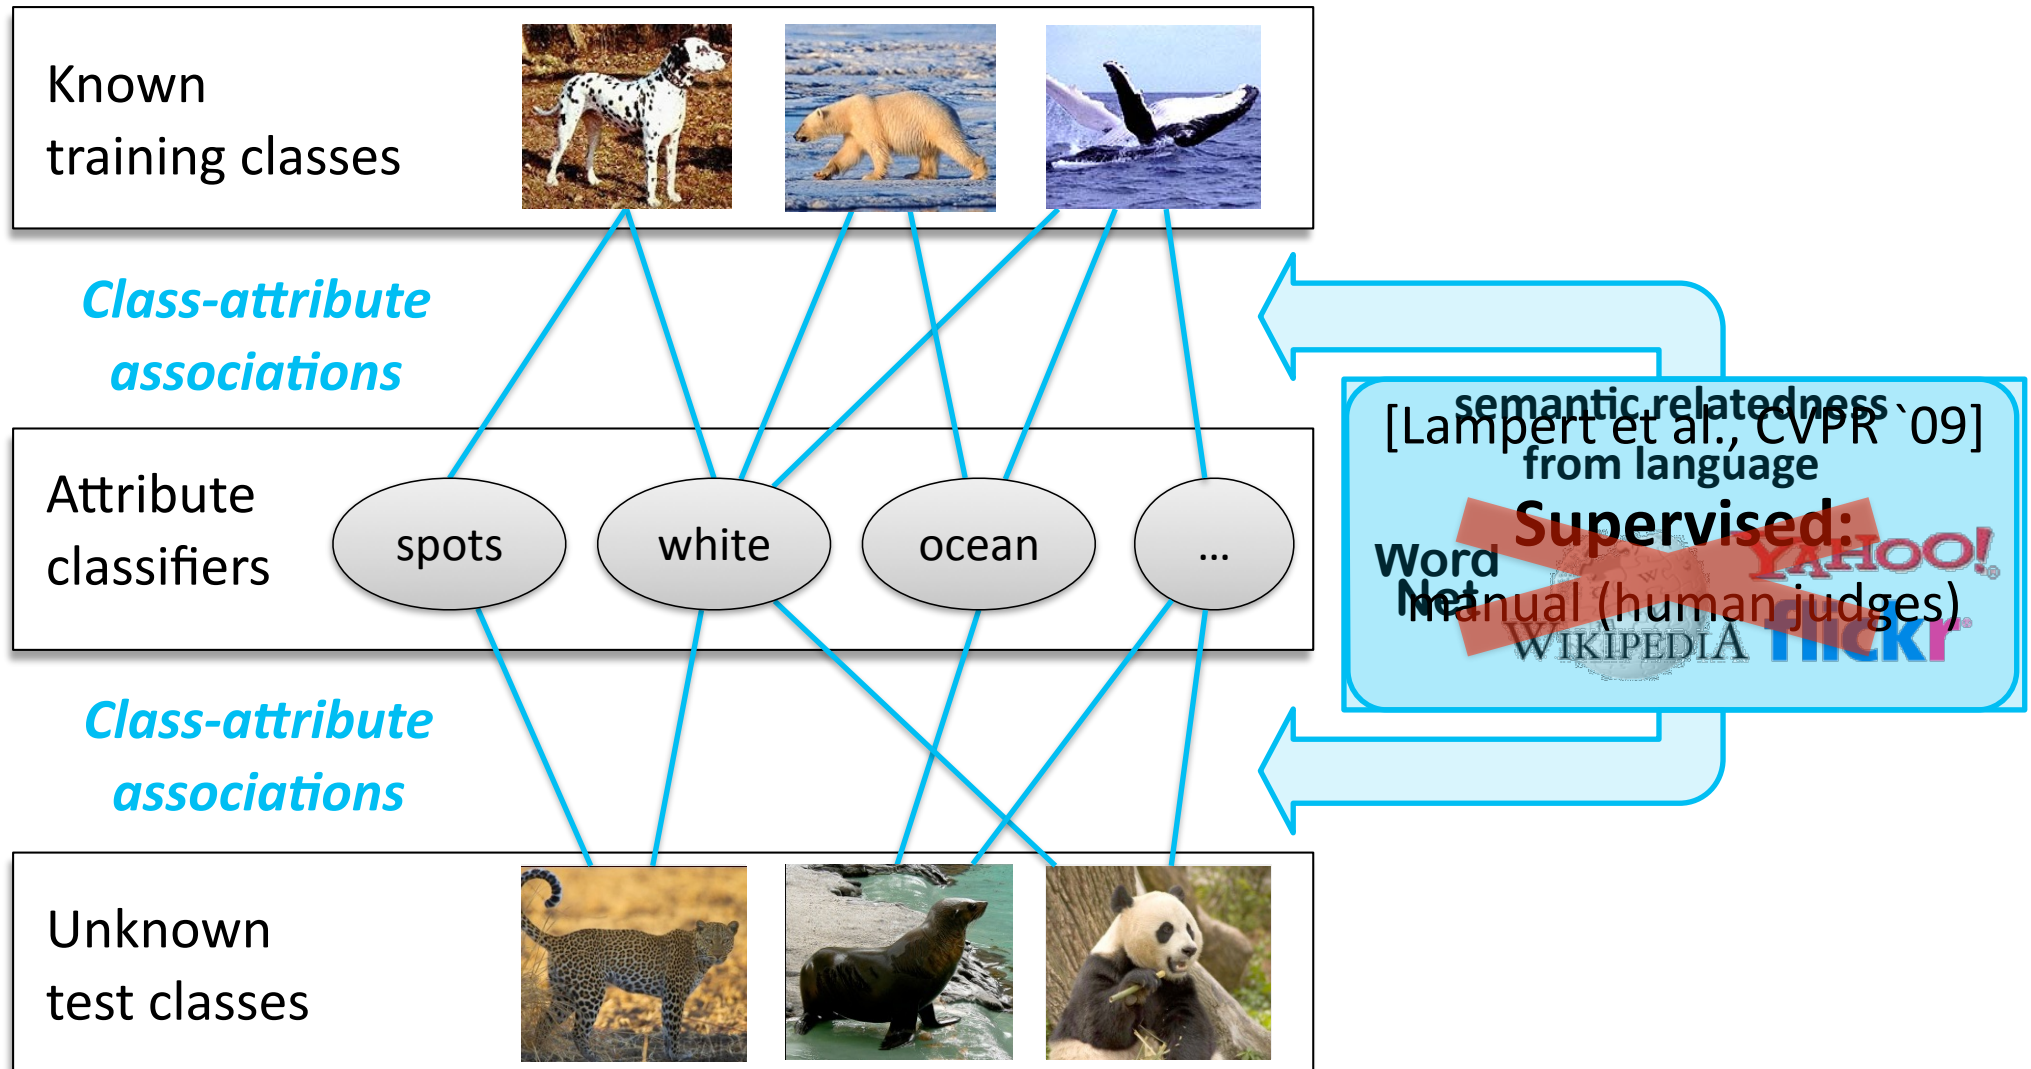 Known
training classes
Class-attribute
associations
Attribute
classifiers
spots
white
ocean
...
semantic relatedness
[Lampert et al., CVPR `09]
from language
Supervised:
Word
Net
YAHOO!
manual (human judges)
WIKIPEDIA
flickr
Class-attribute
associations
Unknown
test classes